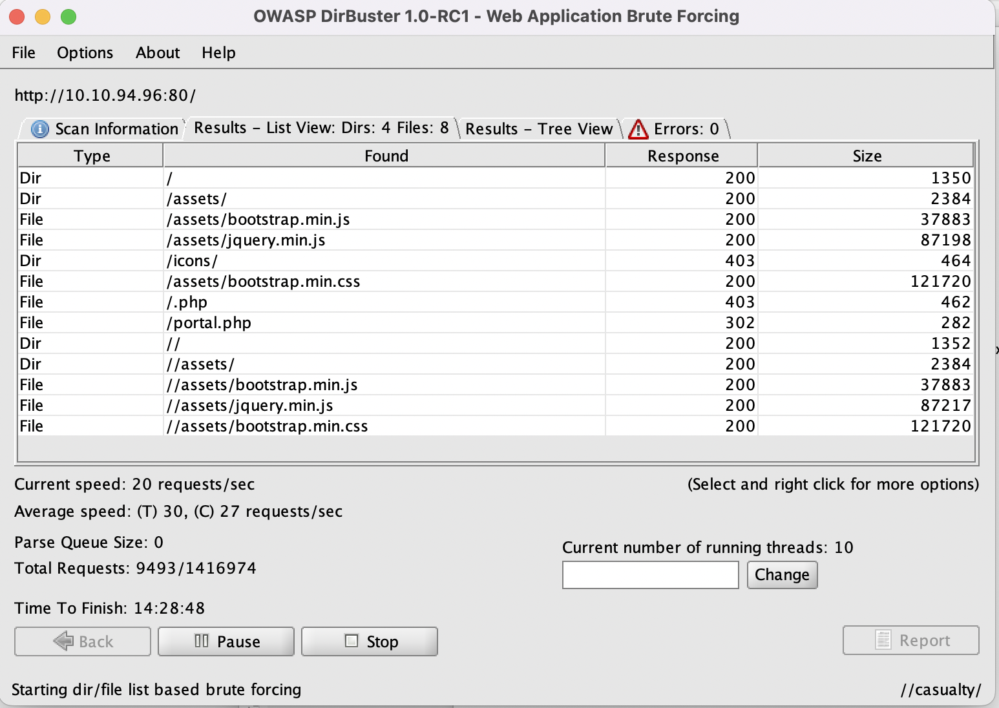 OWASP DirBuster 1.0-RC1 - Web Application Brute Forcing
File Options About Help
http://10.10.94.96:80/
Scan Information Results - List View: Dirs: 4 Files: 8 Results - Tree View Errors: 0
Type Found Response Size
Dir / 200 1350
Dir /assets/ 200 2384
File /assets/bootstrap.min.js 200 37883
File /assets/jquery.min.js 200 87198
Dir /icons/ 403 464
File /assets/bootstrap.min.css 200 121720
File /.php 403 462
File /portal.php 302 282
Dir // 200 1352
Dir //assets/ 200 2384
File //assets/bootstrap.min.js 200 37883
File //assets/jquery.min.js 200 87217
File //assets/bootstrap.min.css 200 121720
Current speed: 20 requests/sec (Select and right click for more options)
Average speed: (T) 30, (C) 27 requests/sec
Parse Queue Size: 0
Current number of running threads: 10
Total Requests: 9493/1416974
Change
Time To Finish: 14:28:48
Back Pause Stop Report
Starting dir/file list based brute forcing //casualty/